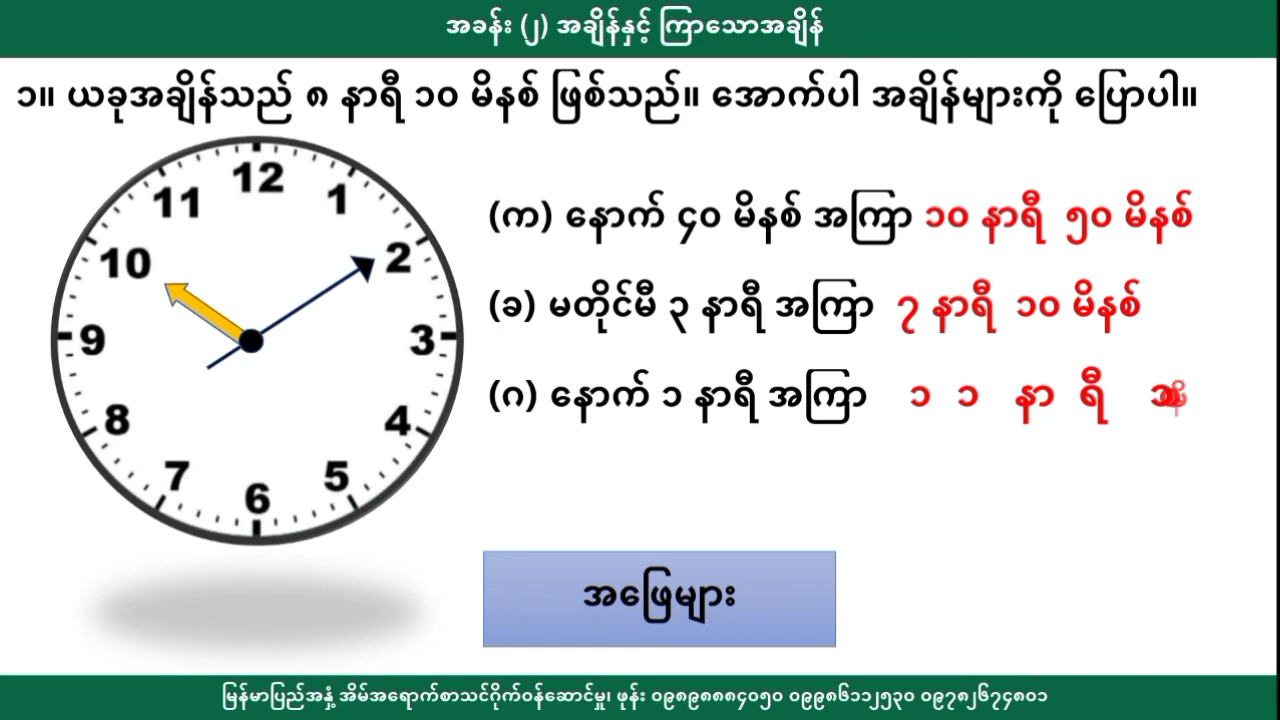 အခန်း (၂) အချိန်နှင့် ကြာသောအချိန်
၁။ ယခုအချိန်သည် ၈ နာရီ ၁၀ မိနစ် ဖြစ်သည်။ အောက်ပါ အချိန်များကို ပြောပါ။
12
11 1
10 2
9 3
8 4
7 5
6
(က) နောက် ၄၀ မိနစ် အကြာ ၁၀ နာရီ ၅၀ မိနစ်
(ခ) မတိုင်မီ ၃ နာရီ အကြာ ၇ နာရီ ၁၀ မိနစ်
(ဂ) နောက် ၁ နာရီ အကြာ ၁ ၁ နာ ရီ
အဖြေများ
မြန်မာပြည်အနှံ့ အိမ်အရောက်စာသင်ဂိုက်ဝန်ဆောင်မှု၊ ဖုန်း ၀၉၈၉၈၈၈၄၀၅၀ ၀၉၉၈၆၁၁၂၅၃၀ ၀၉၇၈၂၆၇၄၈၀၁